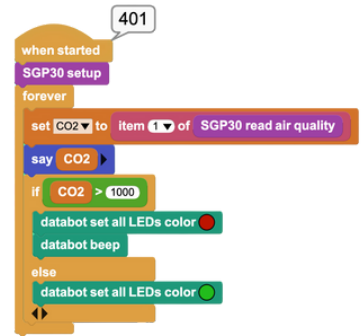 401
when started
SGP30 setup
forever
set CO2 to item 1 of SGP30 read air quality
say CO2
if CO2 > 1000
databot set all LEDs color
databot beep
else
databot set all LEDs color